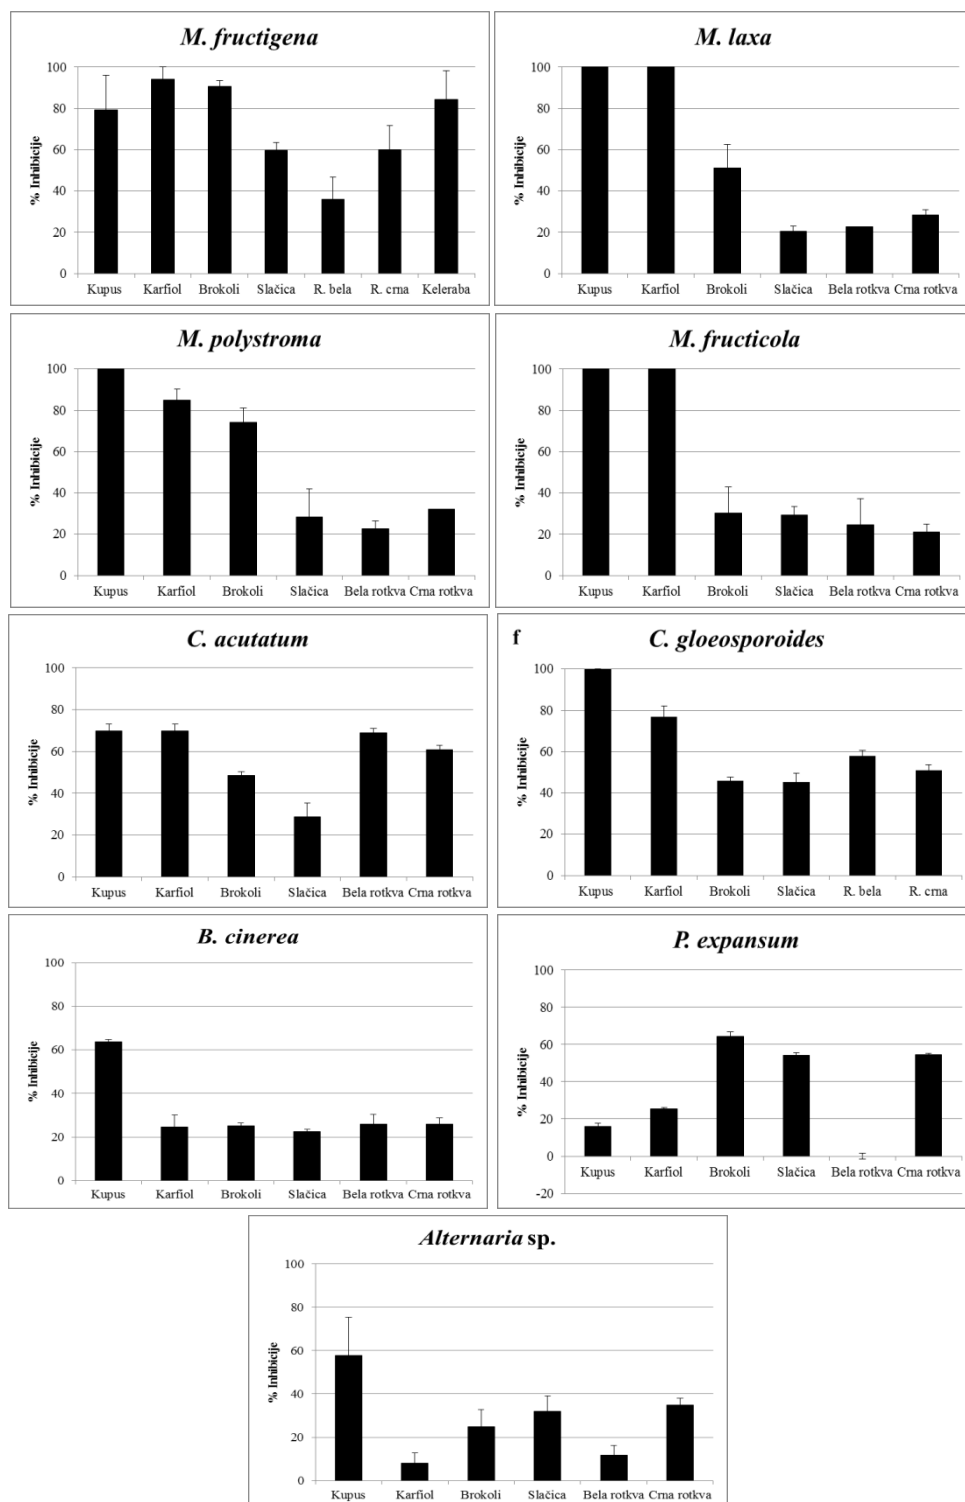 M. fructigena
% Inhibicije
100
80
60
40
20
0
Kupus Karfiol Brokoli Slačica R. bela R. crna Keleraba
M. laxa
% Inhibicije
100
80
60
40
20
0
Kupus Karfiol Brokoli Slačica Bela rotkva Crna rotkva
M. polystroma
% Inhibicije
100
80
60
40
20
0
Kupus Karfiol Brokoli Slačica Bela rotkva Crna rotkva
M. fructicola
% Inhibicije
100
80
60
40
20
0
Kupus Karfiol Brokoli Slačica Bela rotkva Crna rotkva
C. acutatum
% Inhibicije
100
80
60
40
20
0
Kupus Karfiol Brokoli Slačica Bela rotkva Crna rotkva
f C. gloeosporoides
% Inhibicije
100
80
60
40
20
0
Kupus Karfiol Brokoli Slačica R. bela R. crna
B. cinerea
% Inhibicije
100
80
60
40
20
0
Kupus Karfiol Brokoli Slačica Bela rotkva Crna rotkva
P. expansum
% Inhibicije
100
80
60
40
20
0
-20
Kupus Karfiol Brokoli Slačica Bela rotkva Crna rotkva
Alternaria sp.
% Inhibicije
100
80
60
40
20
0
Kupus Karfiol Brokoli Slačica Bela rotkva Crna rotkva